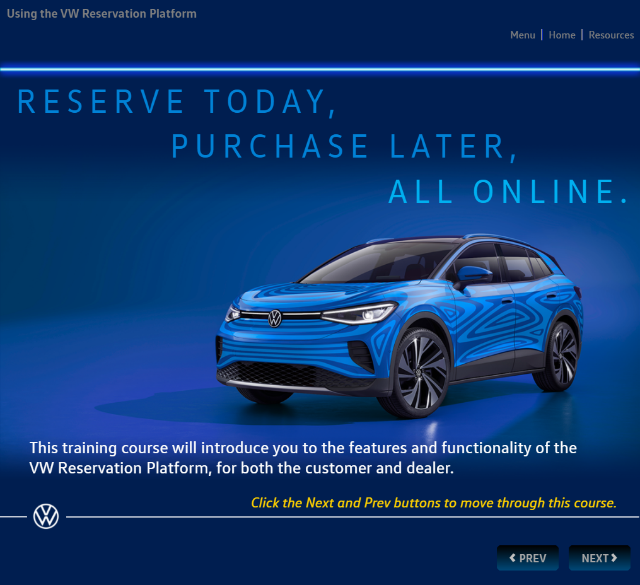 Using the VW Reservation Platform
Menu | Home | Resources
RESERVE TODAY,
PURCHASE LATER,
ALL ONLINE.
This training course will introduce you to the features and functionality of the
VW Reservation Platform, for both the customer and dealer.
Click the Next and Prev buttons to move through this course.
PREV NEXT